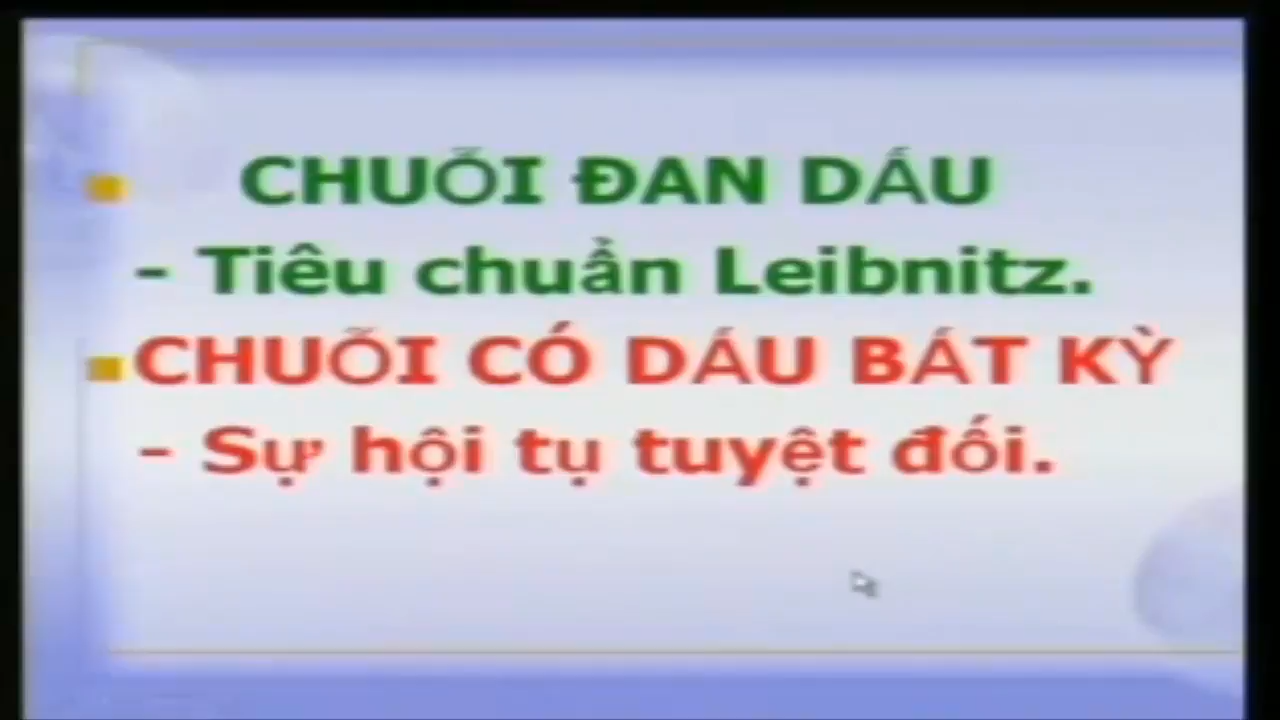 CHUỖI ĐAN DẤU
- Tiêu chuẩn Leibnitz.
CHUỖI CÓ DẤU BẤT KỲ
- Sự hội tụ tuyệt đối.